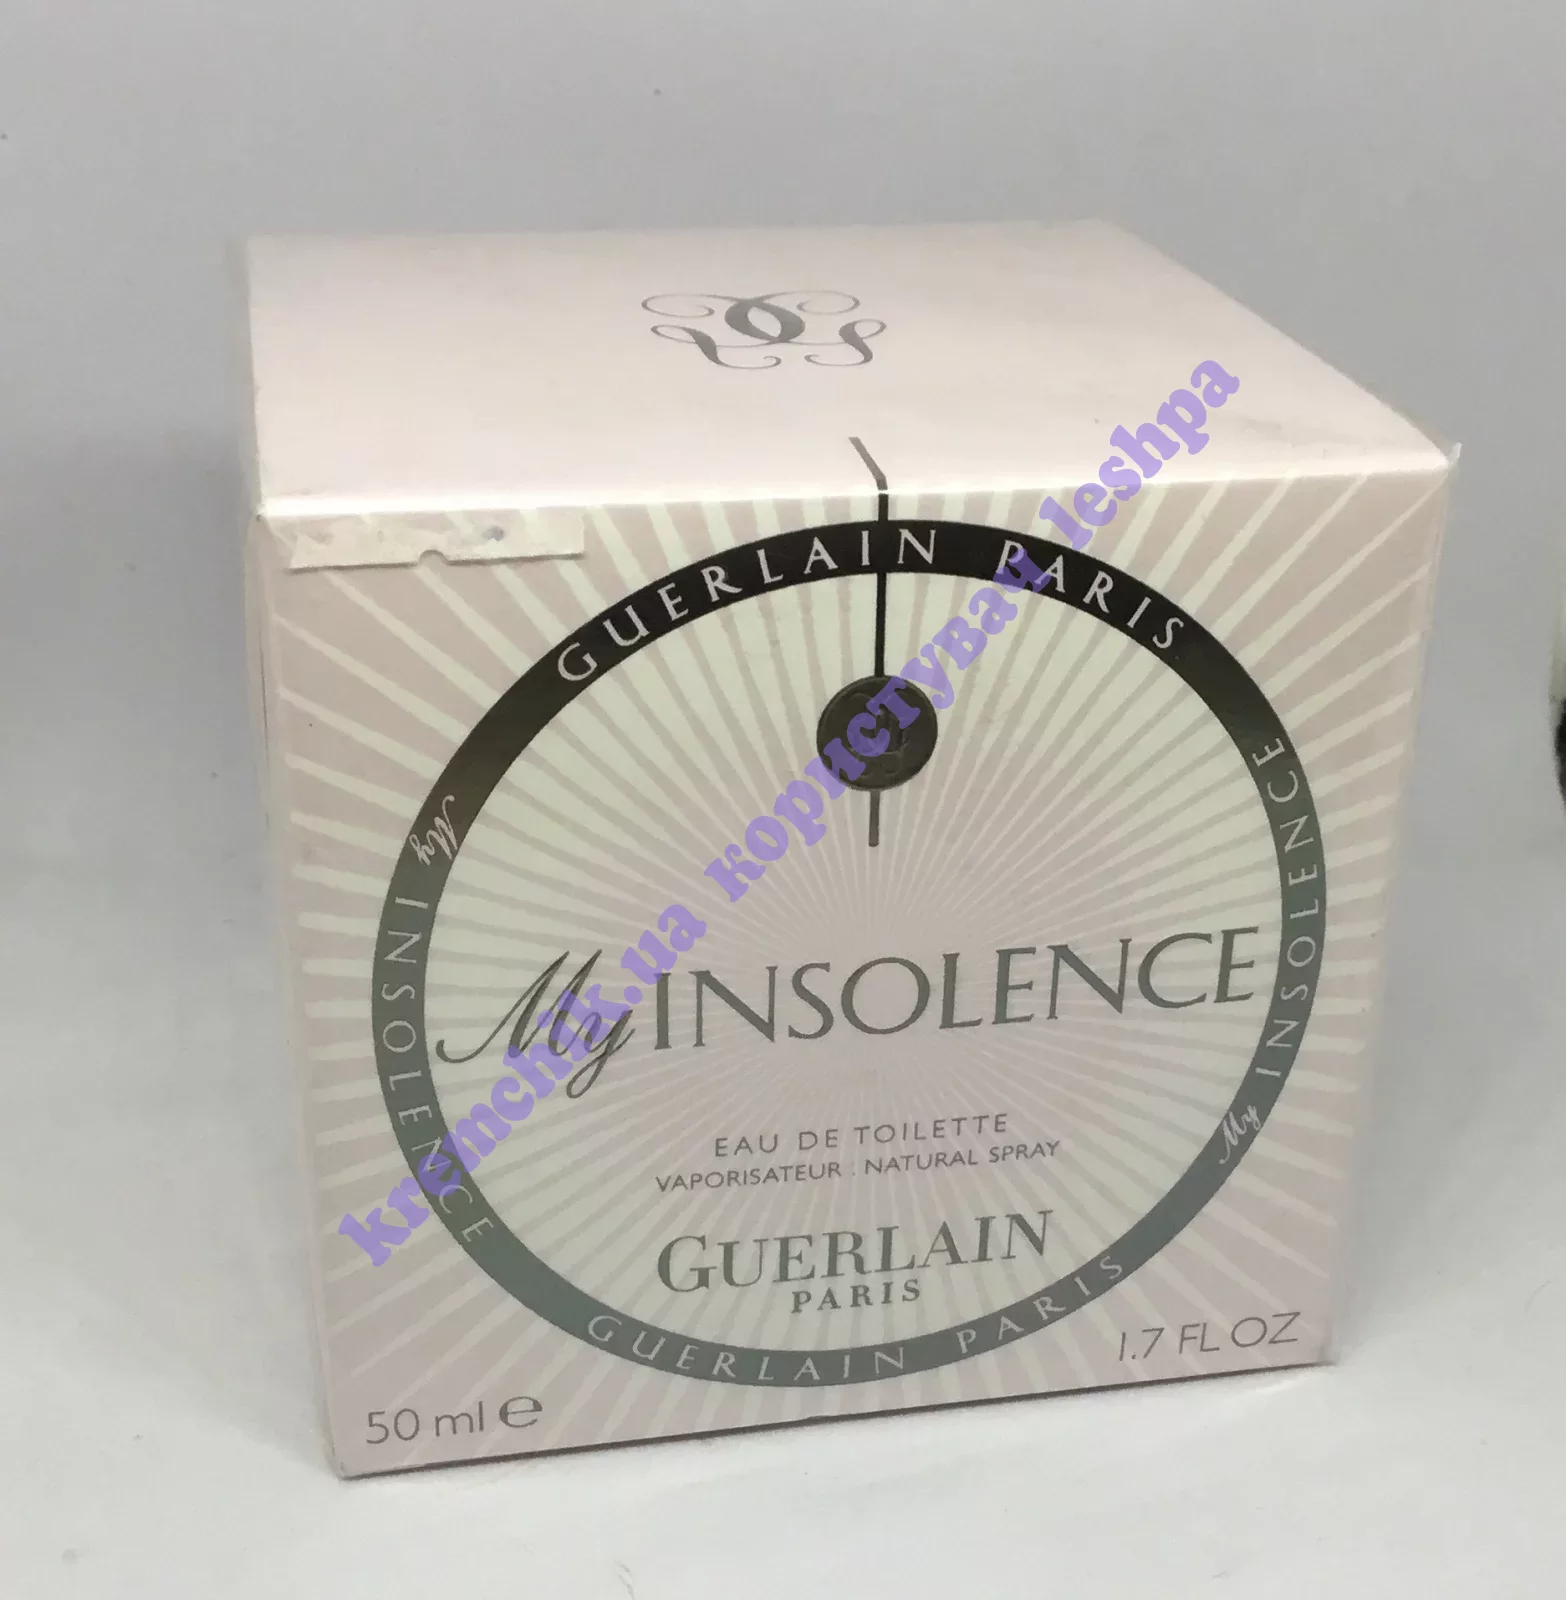 GUERLAIN PARIS
My INSOLENCE
My INSOLENCE
My INSOLENCE
EAU DE TOILETTE
VAPORISATEUR : NATURAL SPRAY
GUERLAIN
PARIS
GUERLAIN PARIS
50 ml e
1.7 FL OZ
kremchik.ua користувач leshpa